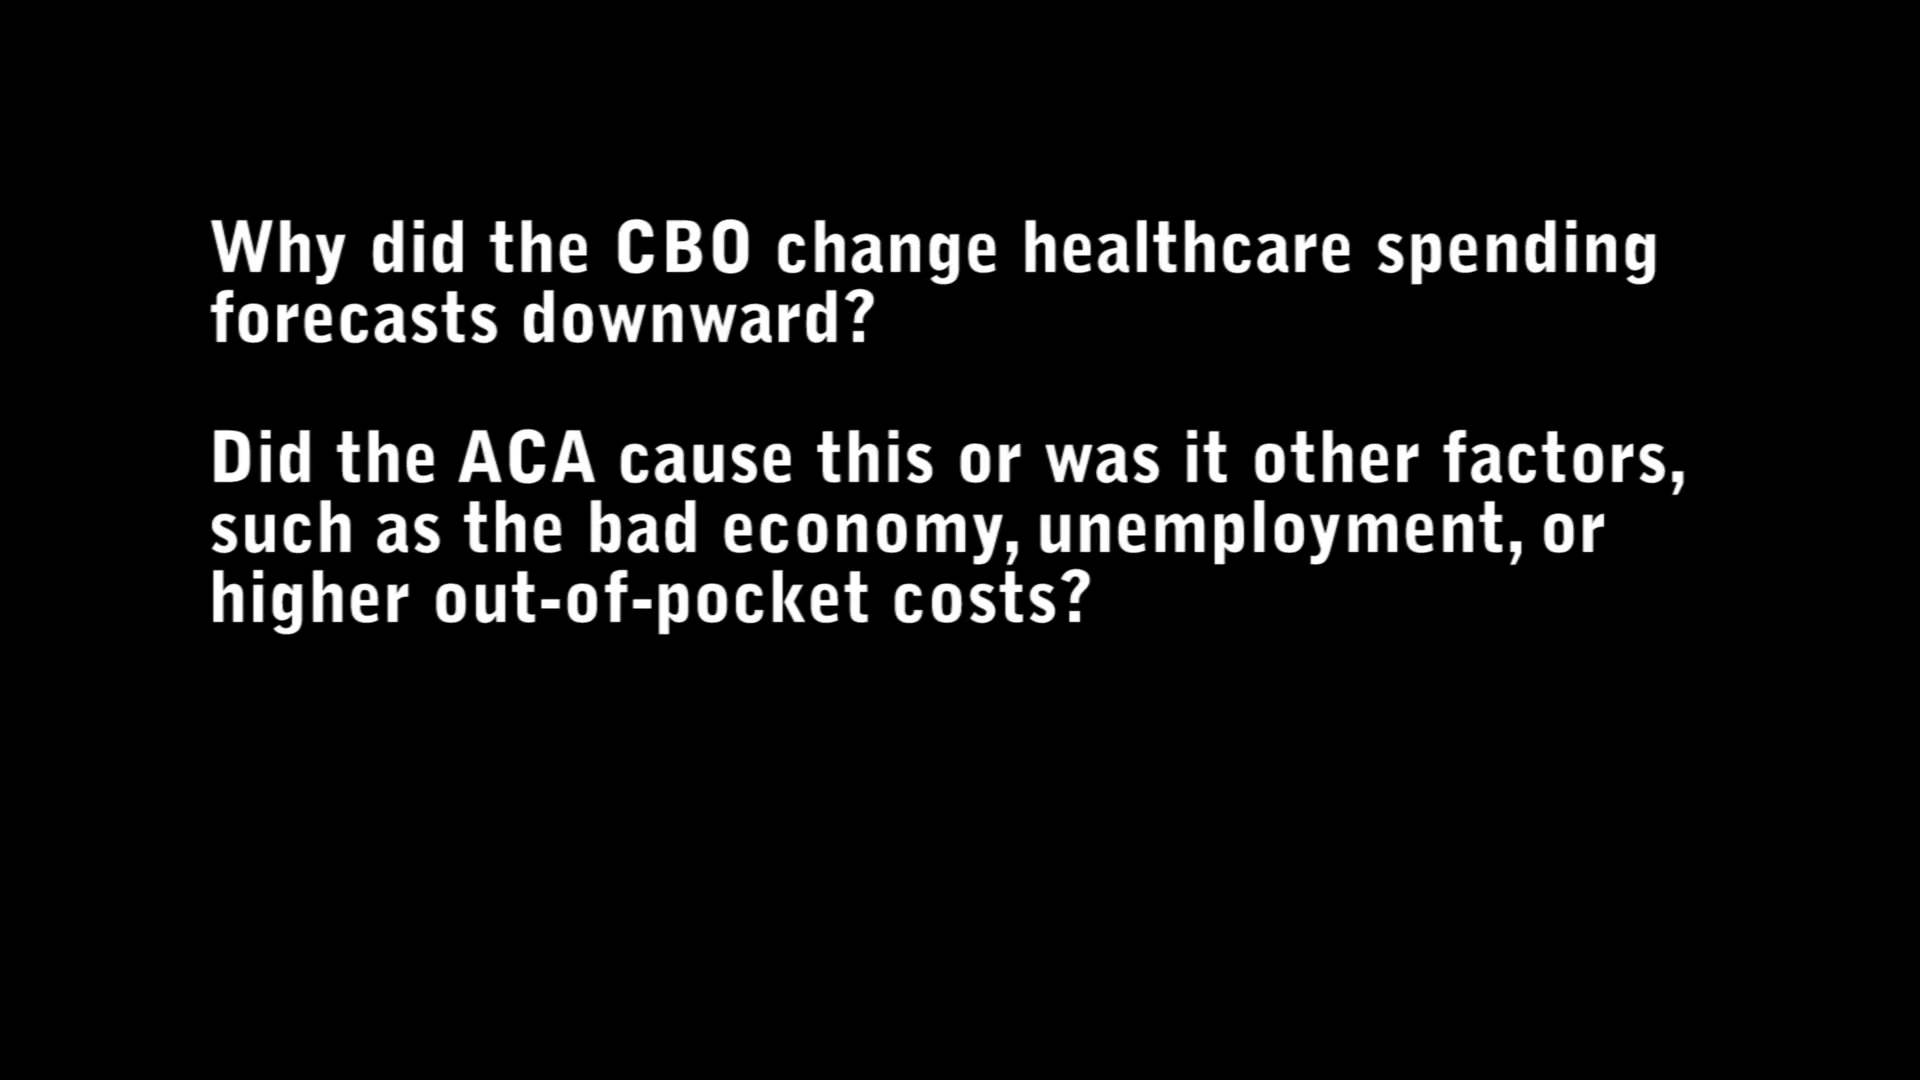 Why did the CBO change healthcare spending
forecasts downward?
Did the ACA cause this or was it other factors,
such as the bad economy, unemployment, or
higher out-of-pocket costs?